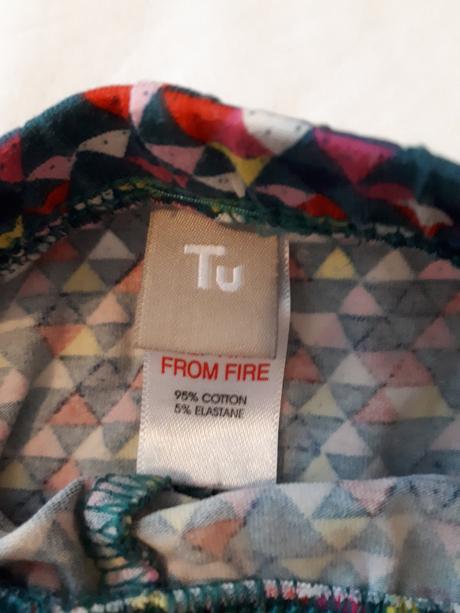 Tu
FROM FIRE
95% COTTON
5% ELASTANE